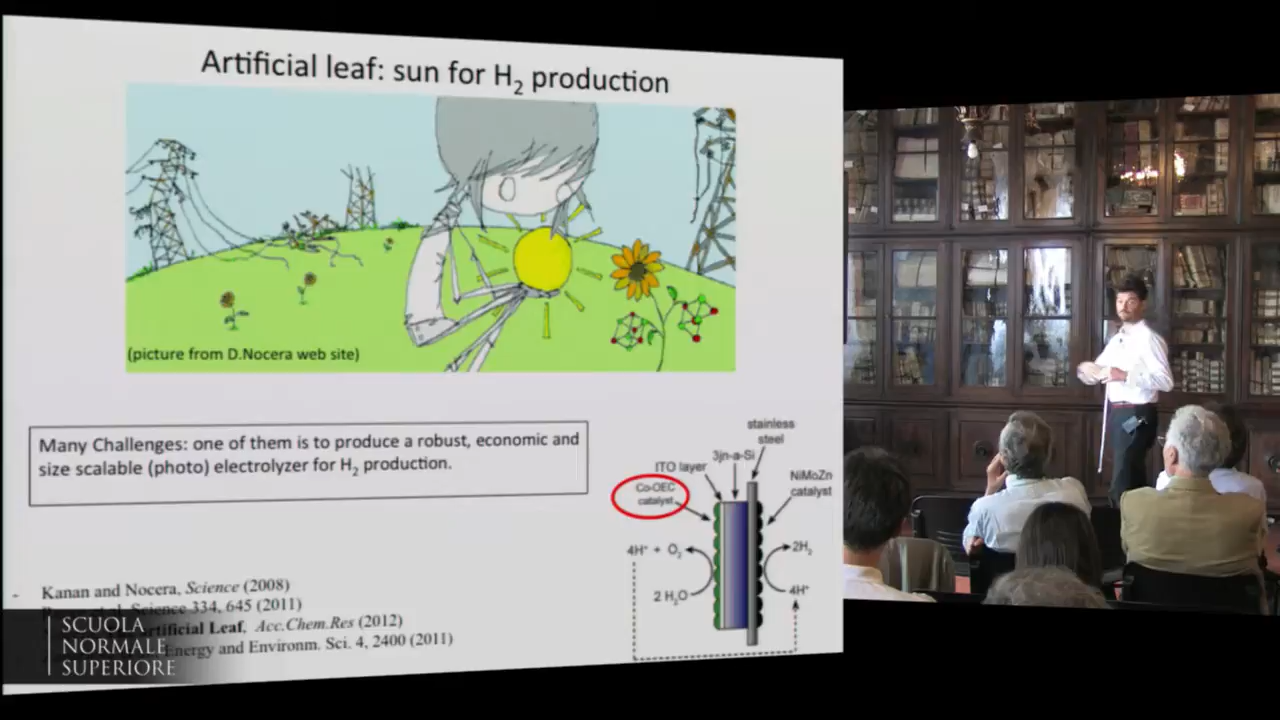 Artificial leaf: sun for H₂ production
(picture from D.Nocera web site)
Many Challenges: one of them is to produce a robust, economic and
size scalable (photo) electrolyzer for H₂ production.
stainless
steel
3jn-a-Si
ITO layer
NiMoZn
catalyst
Co-OEC
catalyst
4H⁺ + O₂
2H₂
2 H₂O
4H⁺
- Kanan and Nocera, Science (2008)
Science 334, 645 (2011)
Artificial Leaf, Acc.Chem.Res (2012)
Energy and Environm. Sci. 4, 2400 (2011)
SCUOLA
NORMALE
SUPERIORE